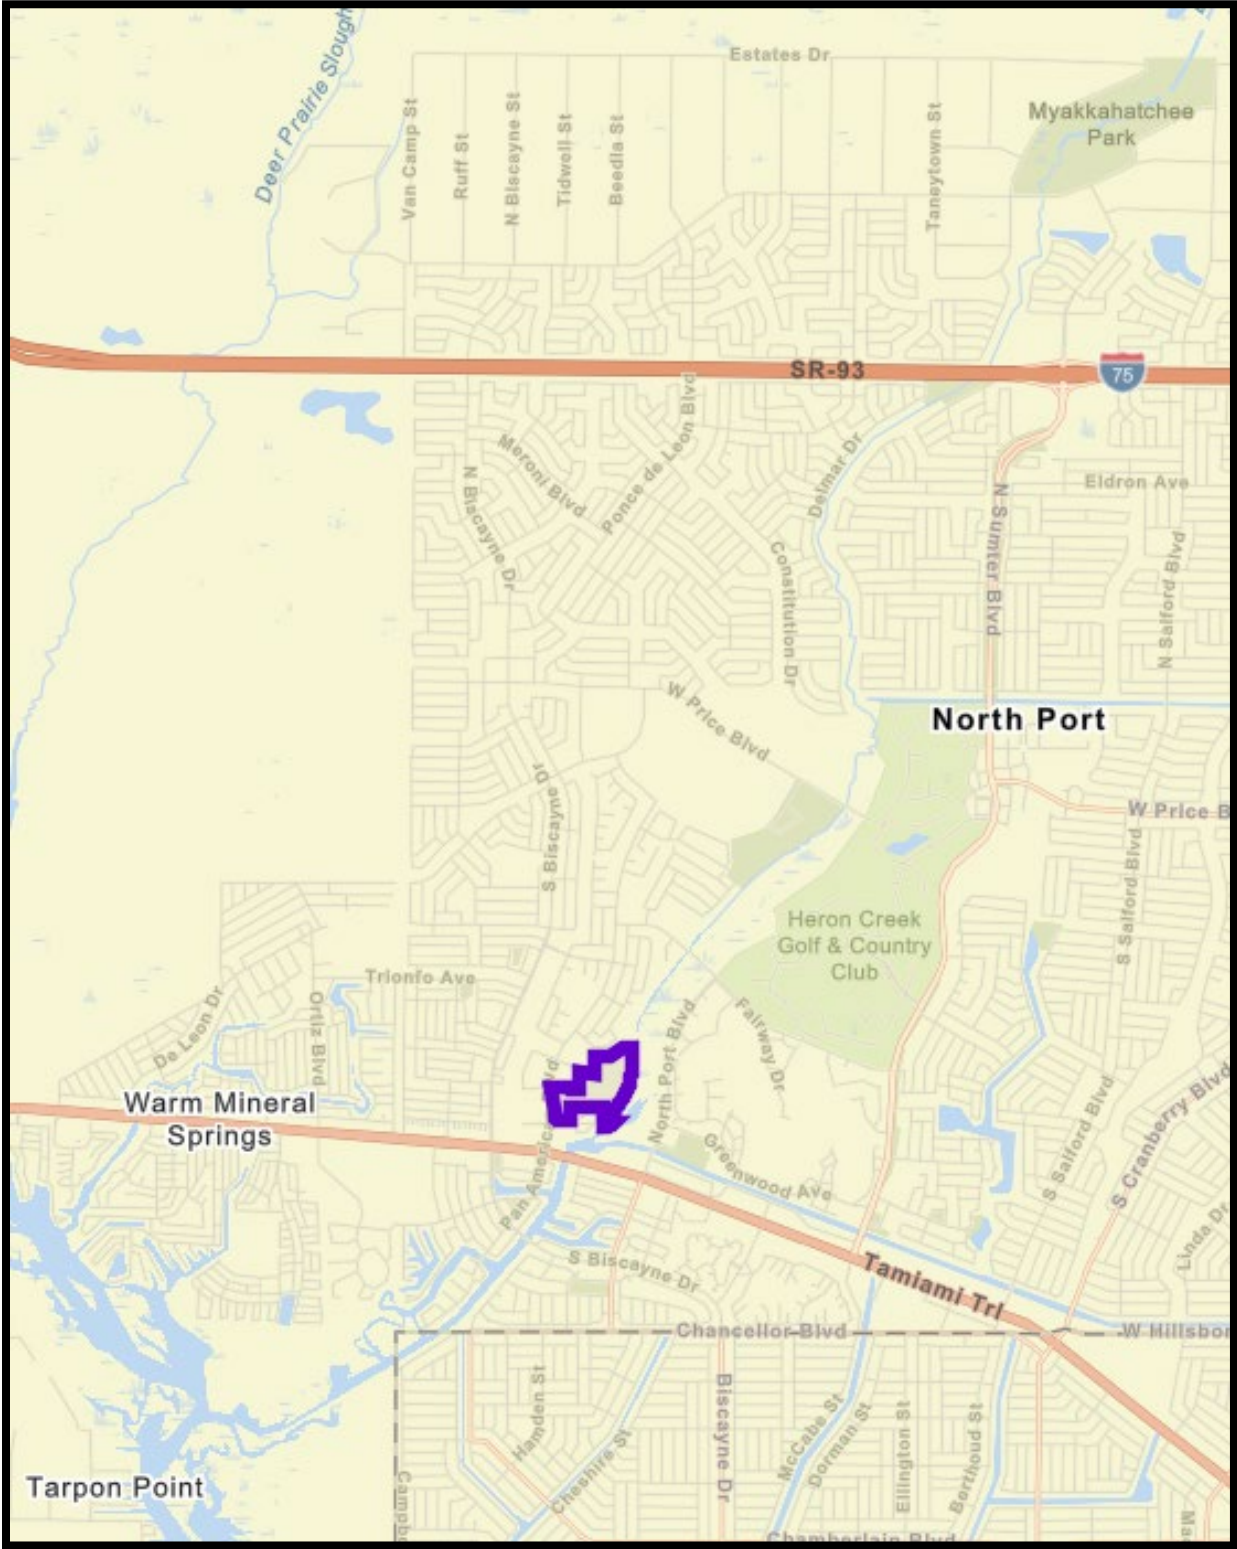 Estates Dr
Deer Prairie Slough
Van Camp St
Ruff St
N Biscayne St
Tidwell St
Beedla St
Taneytown St
Myakkahatchee
Park
SR-93
75
Meroni Blvd
Ponce de Leon Blvd
N Biscayne Dr
Delmar Dr
Constitution Dr
N Sumter Blvd
Eldron Ave
N Salford Blvd
W Price Blvd
North Port
S Biscayne Dr
W Price B
S Salford Blvd
Heron Creek
Golf & Country
Club
Trionfo Ave
De Leon Dr
Ortiz Blvd
North Port Blvd
Fairway Dr
Warm Mineral
Springs
Pan America
vd
Greenwood Ave
S Salford Blvd
S Cranberry Blvd
Linda Dr
S Biscayne Dr
Tamiami Trl
Chancellor Blvd
W Hillsbor
Hamden St
Cheshire St
Biscayne Dr
McCabe St
Dorman St
Ellington St
Berthoud St
Tarpon Point
Campb
Chamberlain Blvd
Ma